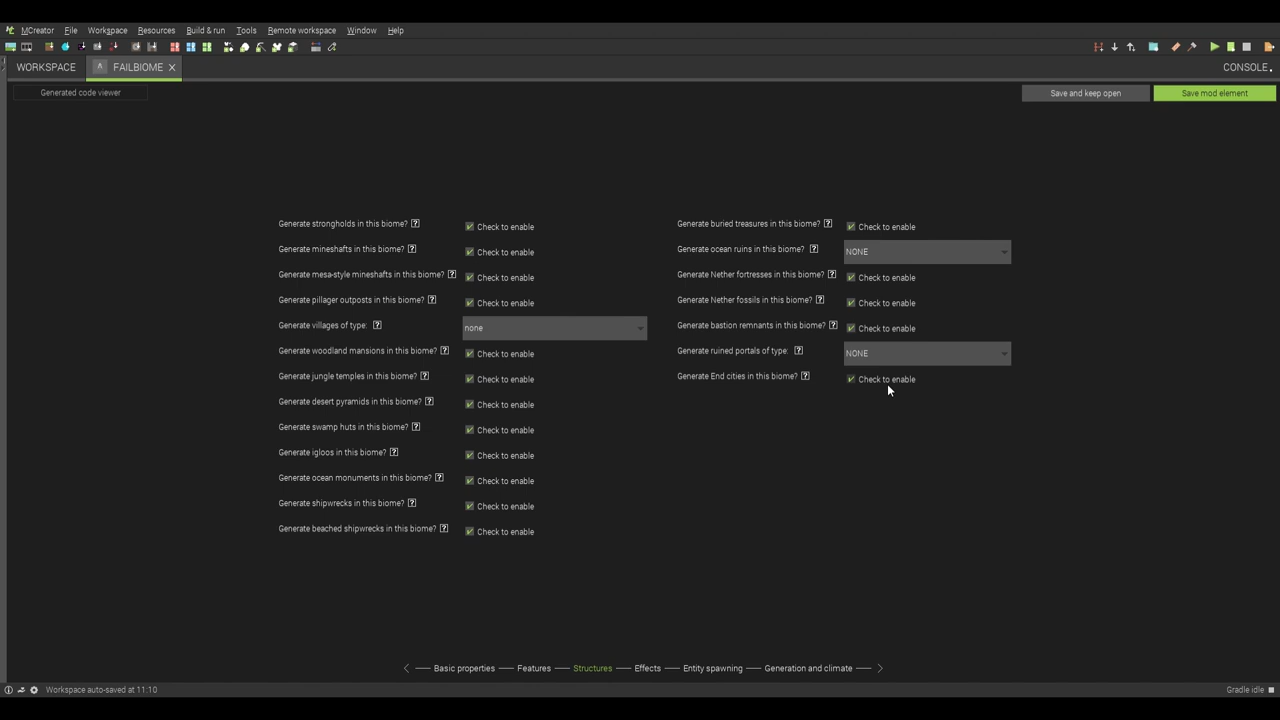 MCreator File Workspace Resources Build & run Tools Remote workspace Window Help
WORKSPACE FAILBIOME CONSOLE
Generated code viewer Save and keep open Save mod element
Generate strongholds in this biome? ? Check to enable
Generate mineshafts in this biome? ? Check to enable
Generate mesa-style mineshafts in this biome? ? Check to enable
Generate pillager outposts in this biome? ? Check to enable
Generate villages of type: ? none
Generate woodland mansions in this biome? ? Check to enable
Generate jungle temples in this biome? ? Check to enable
Generate desert pyramids in this biome? ? Check to enable
Generate swamp huts in this biome? ? Check to enable
Generate igloos in this biome? ? Check to enable
Generate ocean monuments in this biome? ? Check to enable
Generate shipwrecks in this biome? ? Check to enable
Generate beached shipwrecks in this biome? ? Check to enable
Generate buried treasures in this biome? ? Check to enable
Generate ocean ruins in this biome? ? NONE
Generate Nether fortresses in this biome? ? Check to enable
Generate Nether fossils in this biome? ? Check to enable
Generate bastion remnants in this biome? ? Check to enable
Generate ruined portals of type: ? NONE
Generate End cities in this biome? ? Check to enable
Basic properties Features Structures Effects Entity spawning Generation and climate
Workspace auto-saved at 11:10 Gradle idle